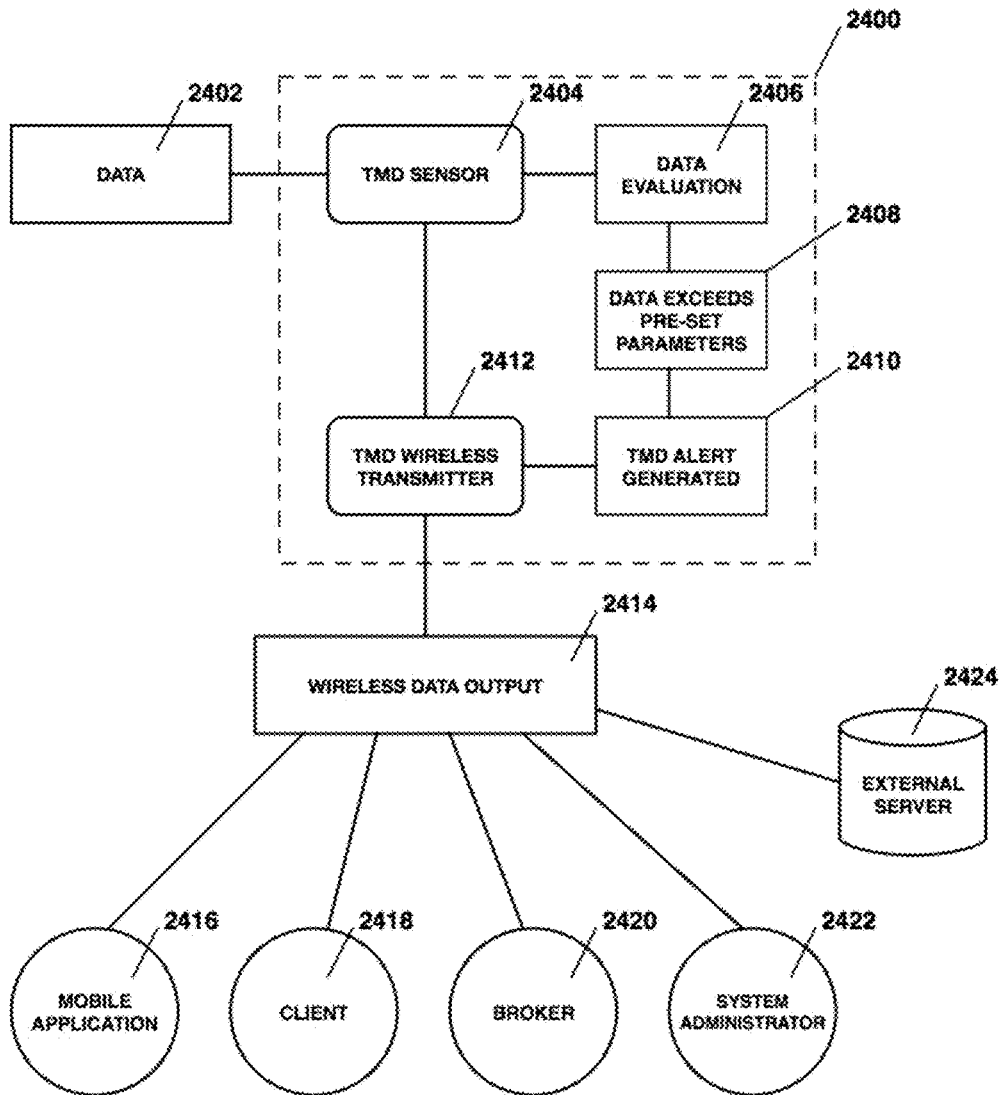 2400
2402
2404
2406
DATA
TMD SENSOR
DATA
EVALUATION
2408
DATA EXCEEDS
PRE-SET
PARAMETERS
2412
2410
TMD WIRELESS
TRANSMITTER
TMD ALERT
GENERATED
2414
WIRELESS DATA OUTPUT
2424
EXTERNAL
SERVER
2416
2418
2420
2422
MOBILE
APPLICATION
CLIENT
BROKER
SYSTEM
ADMINISTRATOR